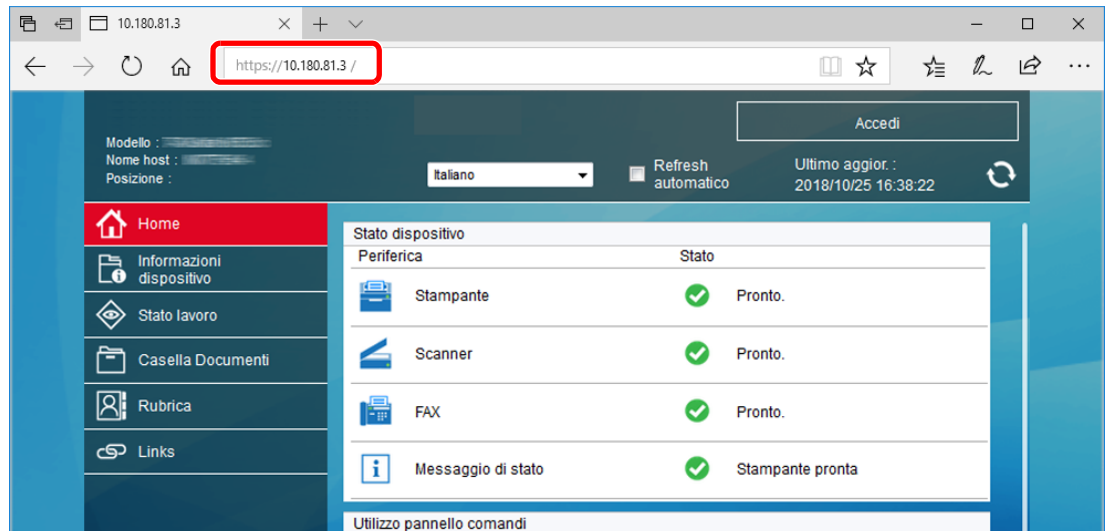 10.180.81.3
https://10.180.81.3 /
Accedi
Modello :
Nome host :
Posizione :
Italiano
Refresh
automatico
Ultimo aggior. :
2018/10/25 16:38:22
Home
Informazioni
dispositivo
Stato lavoro
Casella Documenti
Rubrica
Links
Stato dispositivo
Periferica Stato
Stampante Pronto.
Scanner Pronto.
FAX Pronto.
Messaggio di stato Stampante pronta
Utilizzo pannello comandi